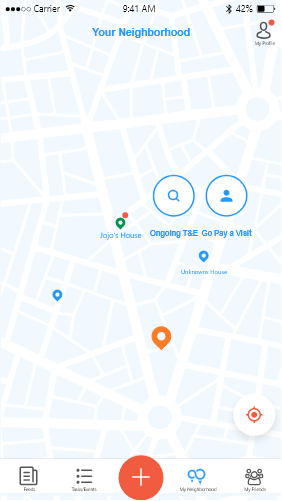 Carrier 9:41 AM 42%
Your Neighborhood
My Profile
Jojo's House
Ongoing T&E Go Pay a Visit
Unknowns House
Feeds Tasks/Events My Neighborhood My Friends